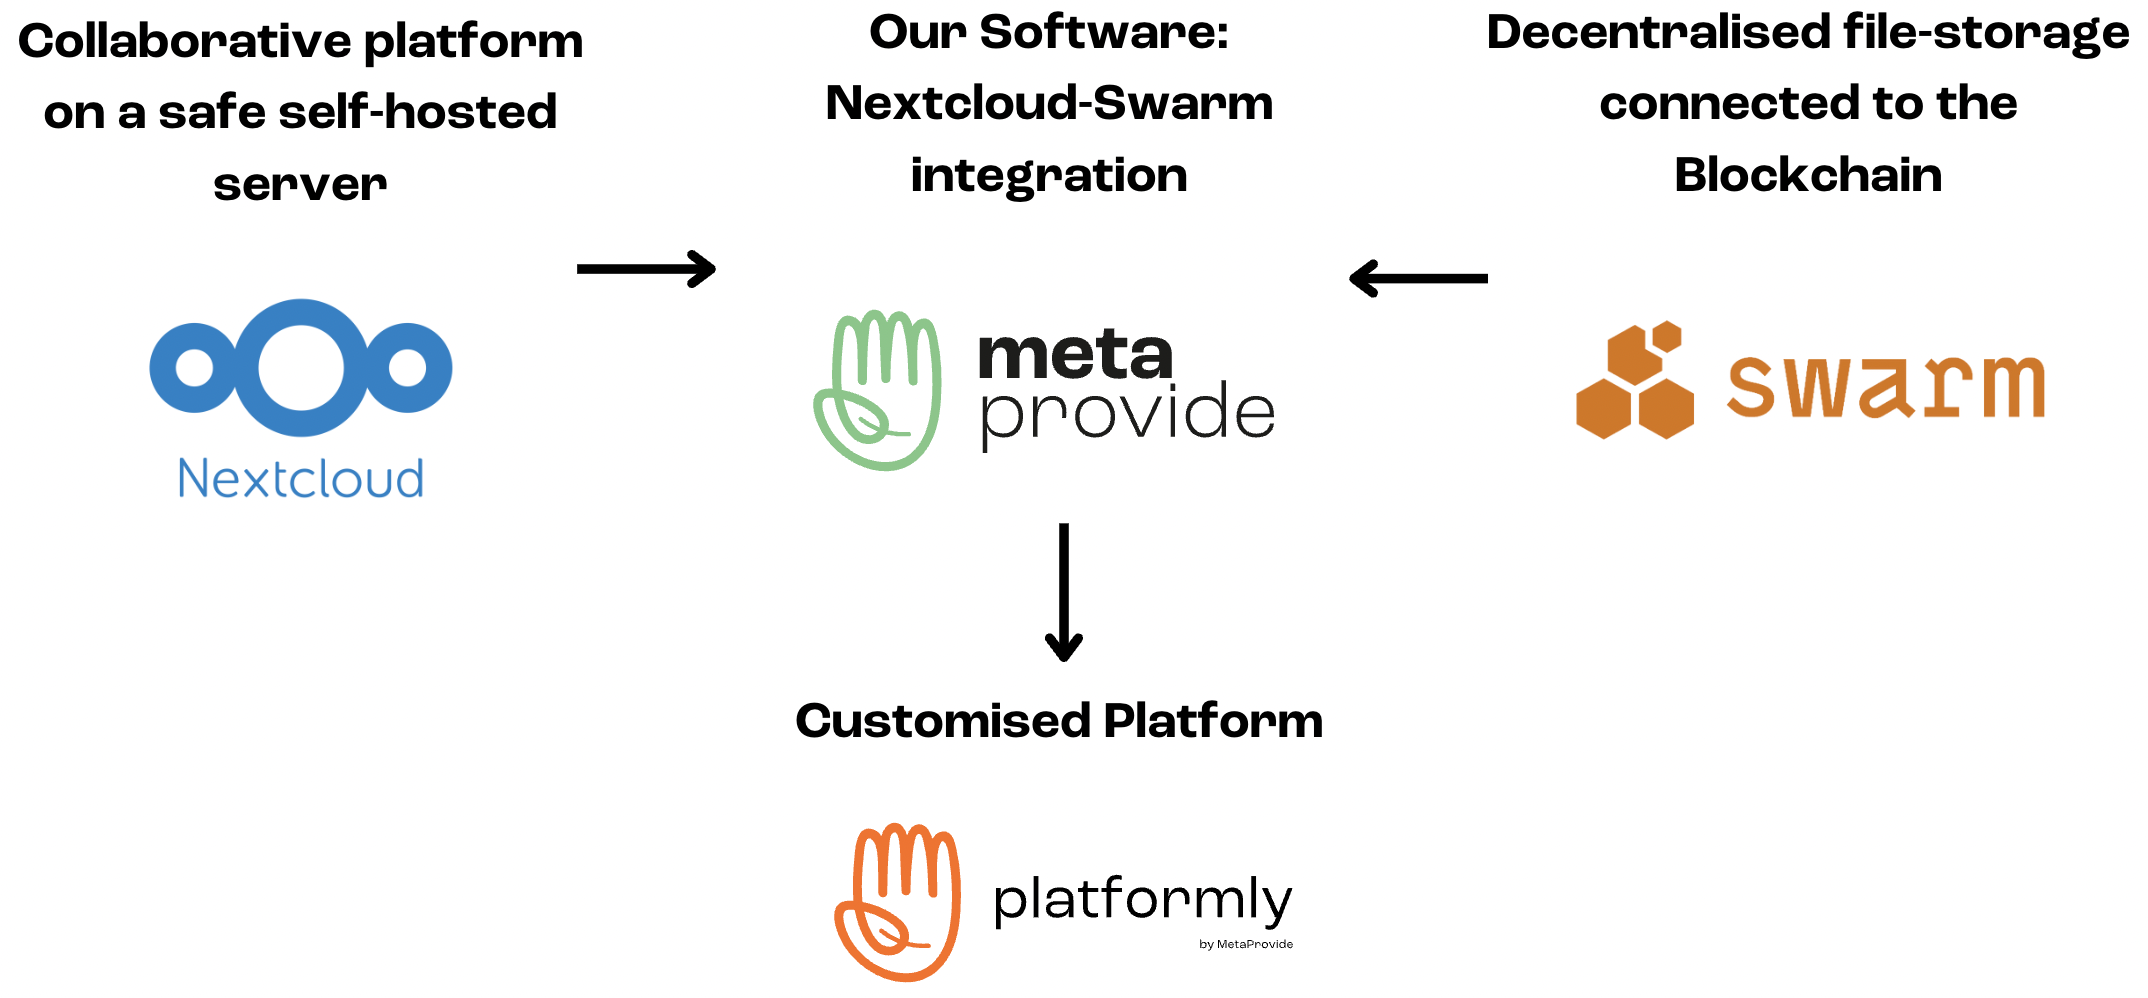 Collaborative platform
on a safe self-hosted
server
Our Software:
Nextcloud-Swarm
integration
Decentralised file-storage
connected to the
Blockchain
Nextcloud
meta
provide
swarm
Customised Platform
platformly
by MetaProvide